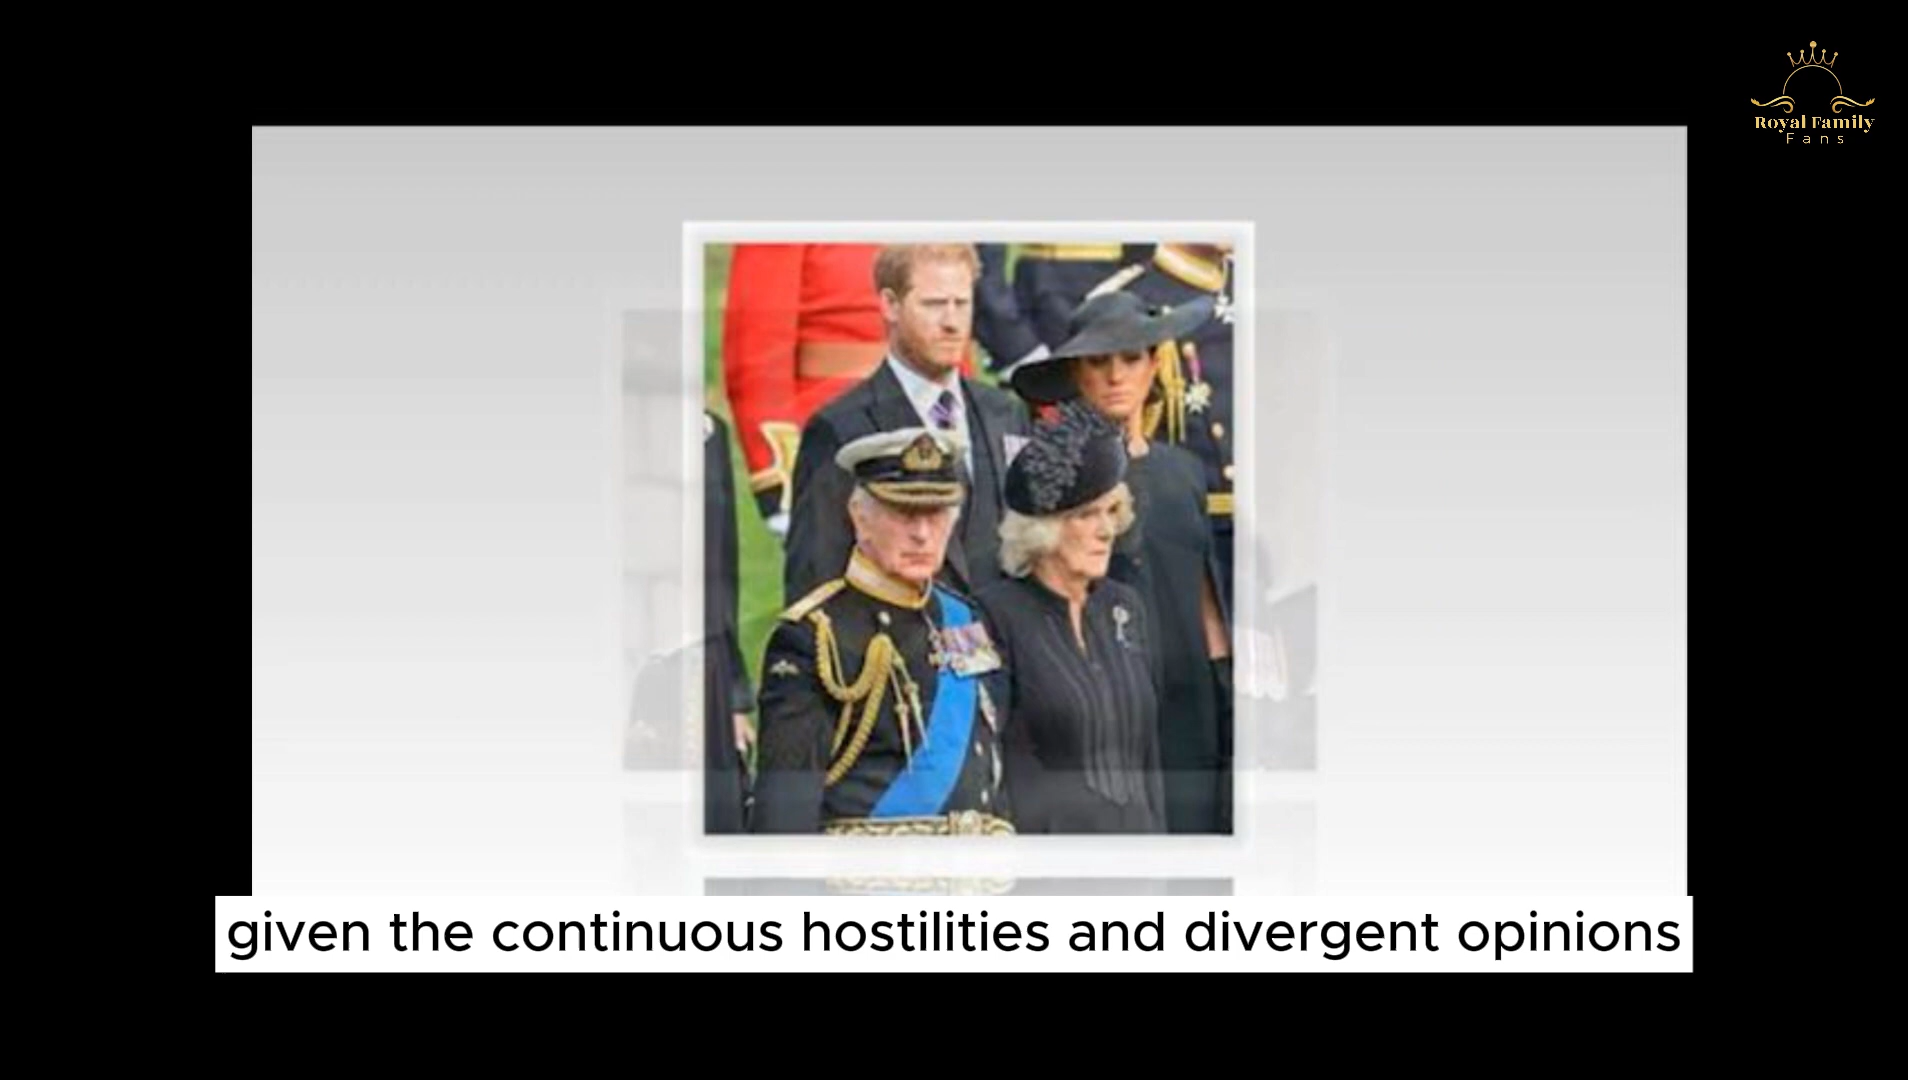 Royal Family
Fans
given the continuous hostilities and divergent opinions